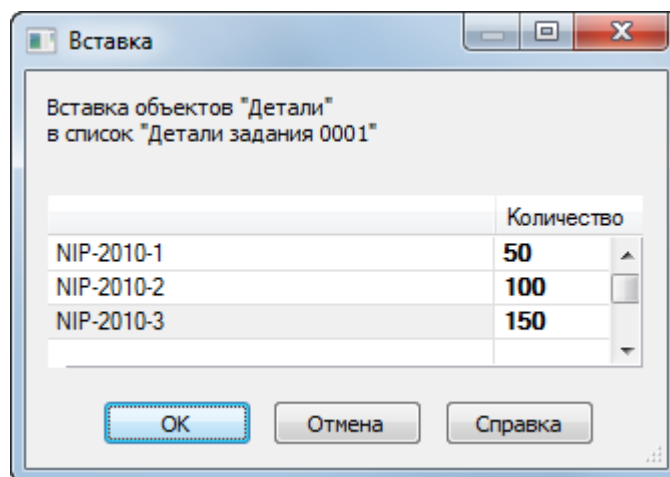 Вставка
Вставка объектов "Детали"
в список "Детали задания 0001"
Количество
NIP-2010-1 50
NIP-2010-2 100
NIP-2010-3 150
OK Отмена Справка